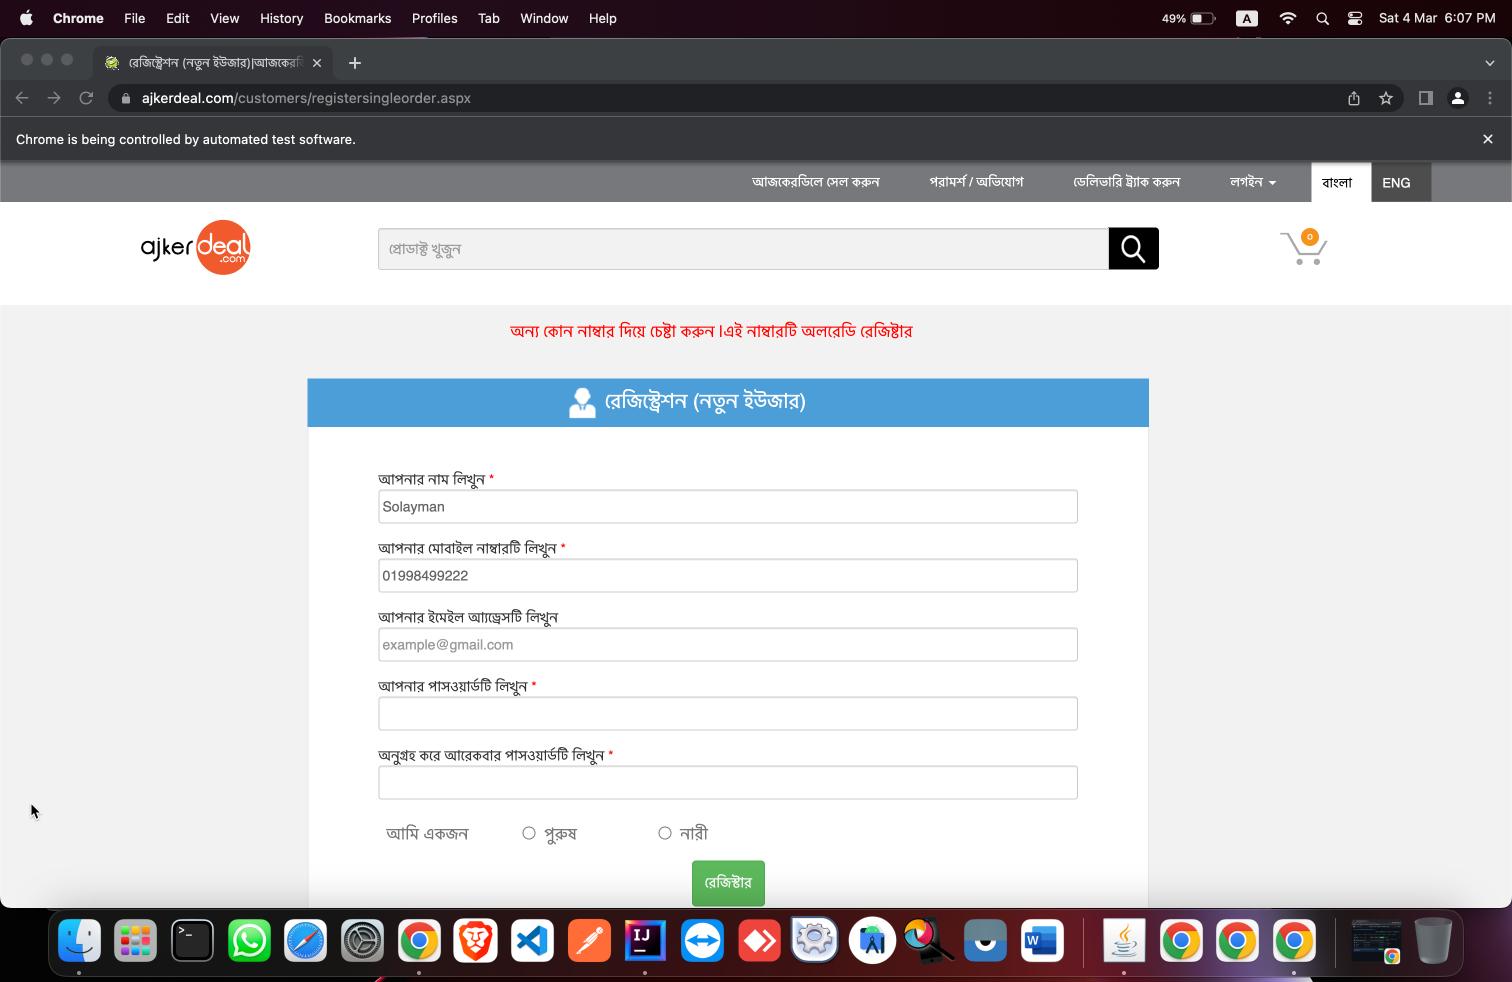 Chrome File Edit View History Bookmarks Profiles Tab Window Help 49% A Sat 4 Mar 6:07 PM
রেজিস্ট্রেশন (নতুন ইউজার)|আজকের
ajkerdeal.com/customers/registersingleorder.aspx
Chrome is being controlled by automated test software.
আজকেরডিলে সেল করুন পরামর্শ / অভিযোগ ডেলিভারি ট্র্যাক করুন লগইন বাংলা ENG
ajkerdeal.com প্রোডাক্ট খুজুন 0
অন্য কোন নাম্বার দিয়ে চেষ্টা করুন ।এই নাম্বারটি অলরেডি রেজিষ্টার
রেজিস্ট্রেশন (নতুন ইউজার)
আপনার নাম লিখুন *
Solayman
আপনার মোবাইল নাম্বারটি লিখুন *
01998499222
আপনার ইমেইল আ্যড্রেসটি লিখুন
example@gmail.com
আপনার পাসওয়ার্ডটি লিখুন *
অনুগ্রহ করে আরেকবার পাসওয়ার্ডটি লিখুন *
আমি একজন পুরুষ নারী
রেজিস্টার
>_ IJ W